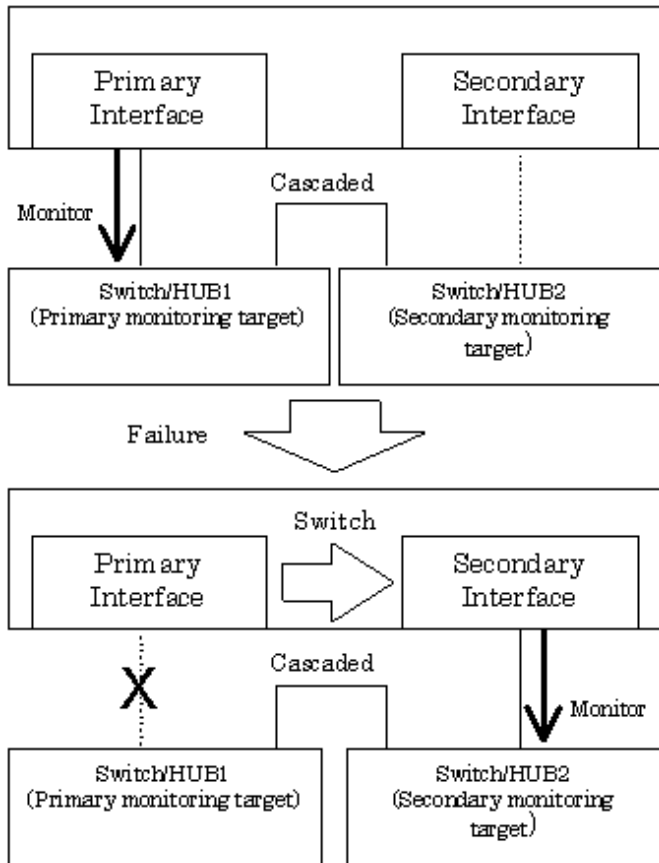 Primary
Interface
Secondary
Interface
Cascaded
Monitor
Switch/HUB1
(Primary monitoring target)
Switch/HUB2
(Secondary monitoring
target)
Failure
Switch
Primary
Interface
Secondary
Interface
X
Cascaded
Monitor
Switch/HUB1
(Primary monitoring target)
Switch/HUB2
(Secondary monitoring
target)